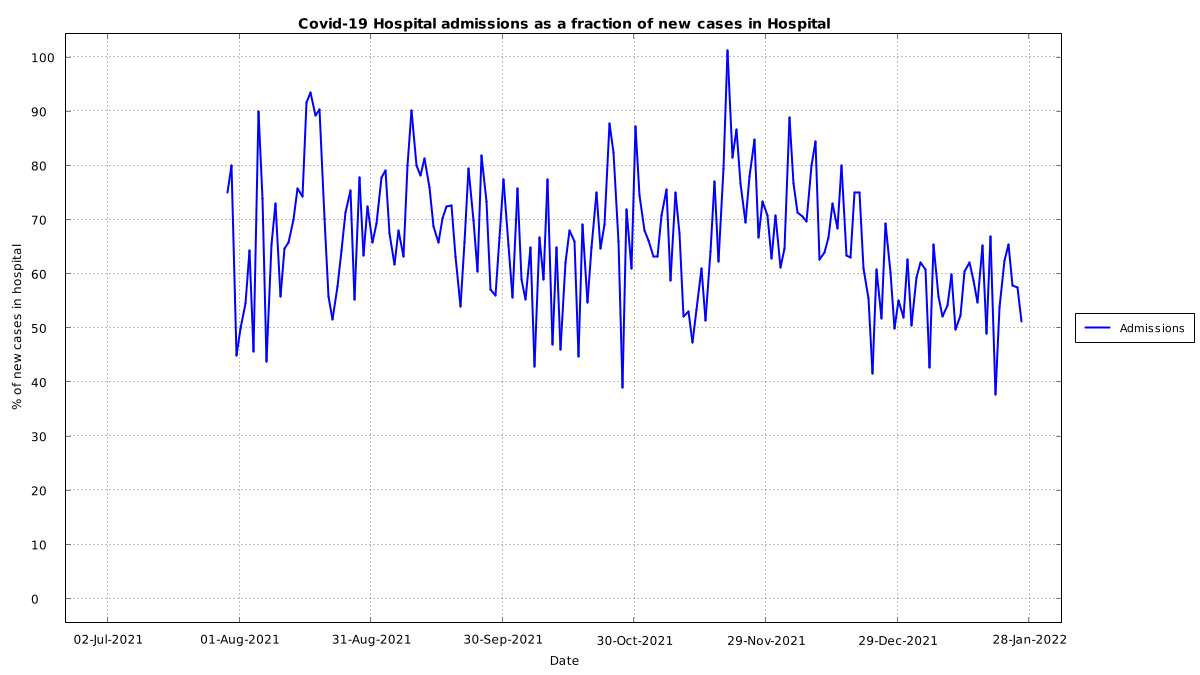 Covid-19 Hospital admissions as a fraction of new cases in Hospital
100
90
80
70
60
50
40
30
20
10
0
% of new cases in hospital
Admissions
02-Jul-2021
01-Aug-2021
31-Aug-2021
30-Sep-2021
30-Oct-2021
29-Nov-2021
29-Dec-2021
28-Jan-2022
Date